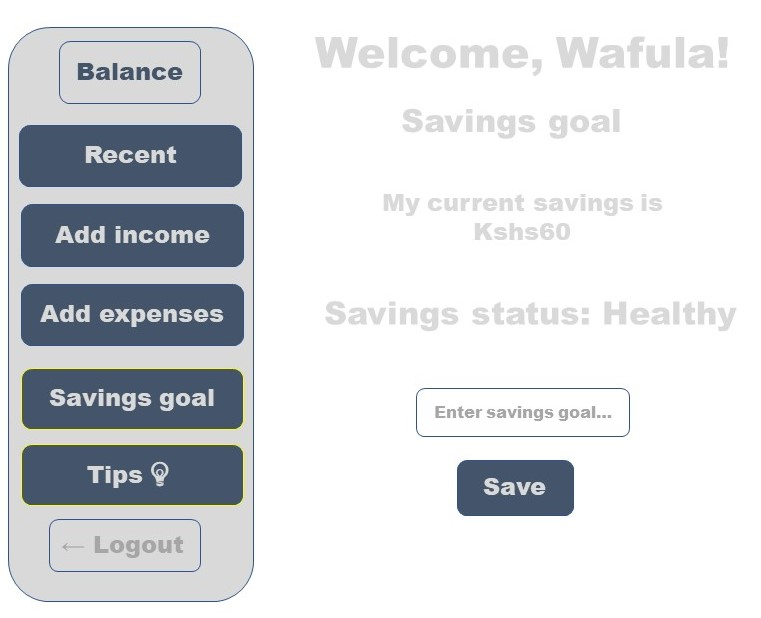 Balance
Recent
Add income
Add expenses
Savings goal
Tips
← Logout
Welcome, Wafula!
Savings goal
My current savings is
Kshs60
Savings status: Healthy
Enter savings goal...
Save